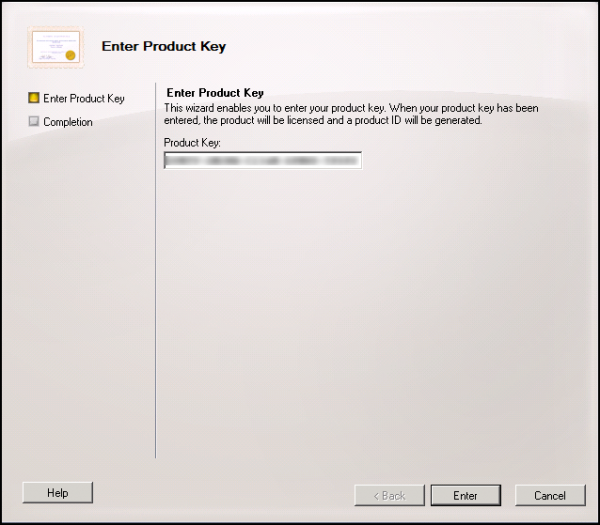 Enter Product Key
Enter Product Key
Completion
Enter Product Key
This wizard enables you to enter your product key. When your product key has been
entered, the product will be licensed and a product ID will be generated.
Product Key:
Help
< Back
Enter
Cancel